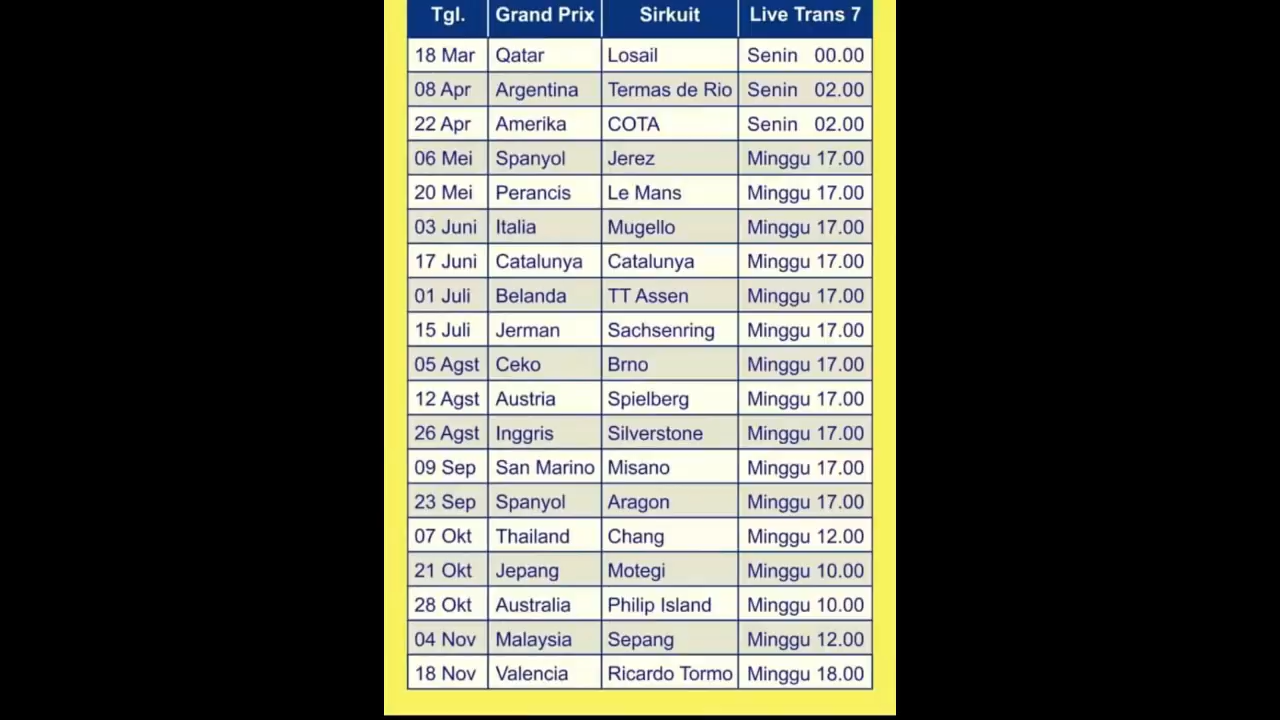 Tgl. Grand Prix Sirkuit Live Trans 7
18 Mar Qatar Losail Senin 00.00
08 Apr Argentina Termas de Rio Senin 02.00
22 Apr Amerika COTA Senin 02.00
06 Mei Spanyol Jerez Minggu 17.00
20 Mei Perancis Le Mans Minggu 17.00
03 Juni Italia Mugello Minggu 17.00
17 Juni Catalunya Catalunya Minggu 17.00
01 Juli Belanda TT Assen Minggu 17.00
15 Juli Jerman Sachsenring Minggu 17.00
05 Agst Ceko Brno Minggu 17.00
12 Agst Austria Spielberg Minggu 17.00
26 Agst Inggris Silverstone Minggu 17.00
09 Sep San Marino Misano Minggu 17.00
23 Sep Spanyol Aragon Minggu 17.00
07 Okt Thailand Chang Minggu 12.00
21 Okt Jepang Motegi Minggu 10.00
28 Okt Australia Philip Island Minggu 10.00
04 Nov Malaysia Sepang Minggu 12.00
18 Nov Valencia Ricardo Tormo Minggu 18.00